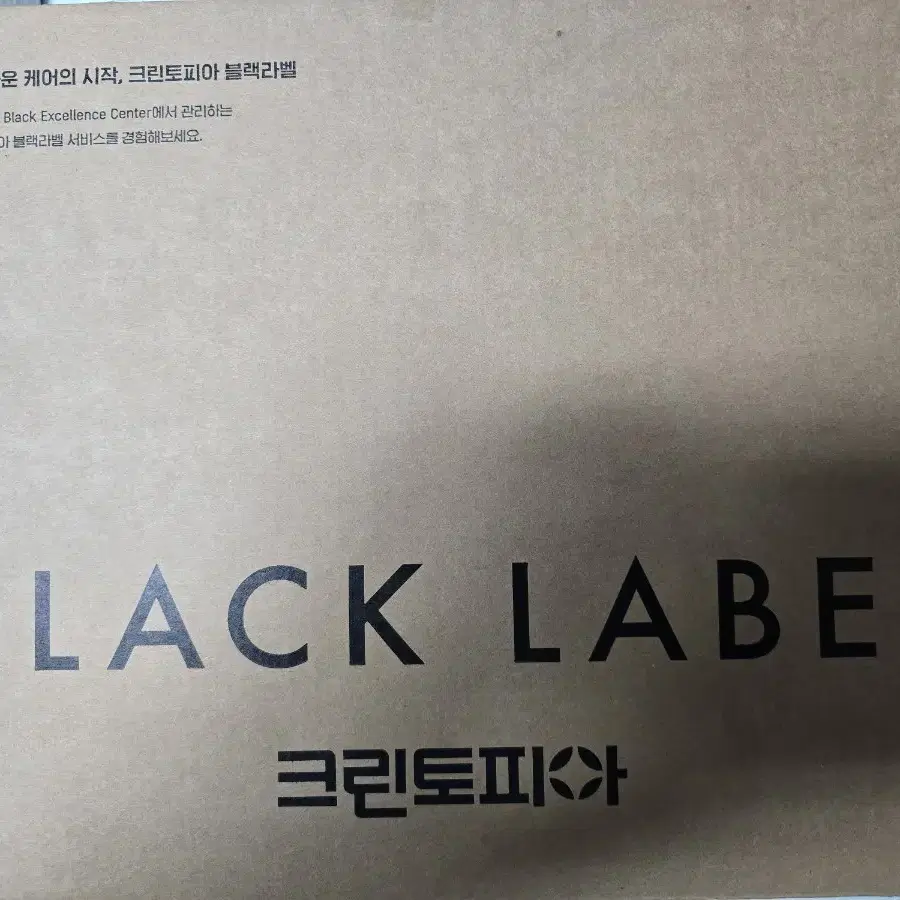 운 케어의 시작, 크린토피아 블랙라벨
Black Excellence Center에서 관리하는
아 블랙라벨 서비스를 경험해보세요.
LACK LABE
크린토피아